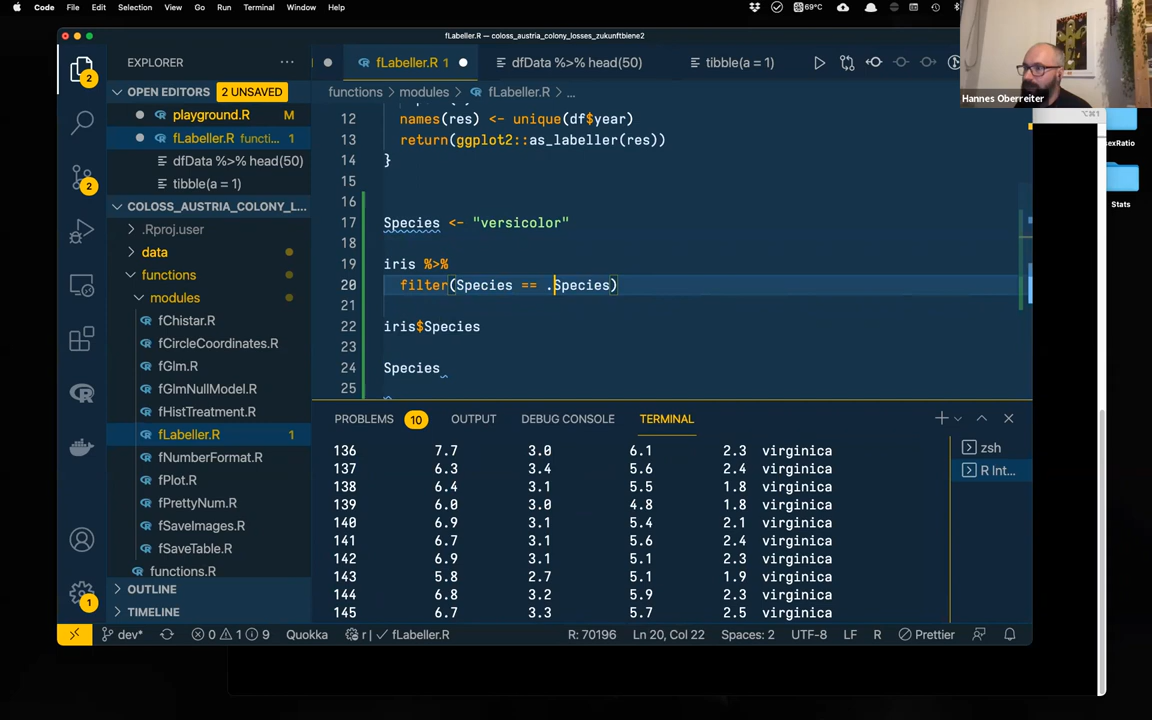 Code File Edit Selection View Go Run Terminal Window Help
69°C
fLabeller.R — coloss_austria_colony_losses_zukunftbiene2
Hannes Oberreiter
2
EXPLORER
fLabeller.R 1
dfData %>% head(50)
tibble(a = 1)
OPEN EDITORS
2 UNSAVED
functions > modules > fLabeller.R > ...
playground.R M
fLabeller.R functi... 1
dfData %>% head(50)
tibble(a = 1)
COLOSS_AUSTRIA_COLONY_L...
.Rproj.user
data
functions
modules
fChistar.R
fCircleCoordinates.R
fGlm.R
fGlmNullModel.R
fHistTreatment.R
fLabeller.R 1
fNumberFormat.R
fPlot.R
fPrettyNum.R
fSaveImages.R
fSaveTable.R
functions.R
OUTLINE
TIMELINE
2
1
12 names(res) <- unique(df$year)
13 return(ggplot2::as_labeller(res))
14 }
15
16
17 Species <- "versicolor"
18
19 iris %>%
20 filter(Species == .Species)
21
22 iris$Species
23
24 Species
25
PROBLEMS 10 OUTPUT DEBUG CONSOLE TERMINAL
136 7.7 3.0 6.1 2.3 virginica
137 6.3 3.4 5.6 2.4 virginica
138 6.4 3.1 5.5 1.8 virginica
139 6.0 3.0 4.8 1.8 virginica
140 6.9 3.1 5.4 2.1 virginica
141 6.7 3.1 5.6 2.4 virginica
142 6.9 3.1 5.1 2.3 virginica
143 5.8 2.7 5.1 1.9 virginica
144 6.8 3.2 5.9 2.3 virginica
145 6.7 3.3 5.7 2.5 virginica
zsh
R Int...
dev* 0 1 9 Quokka r | ✓ fLabeller.R R: 70196 Ln 20, Col 22 Spaces: 2 UTF-8 LF R Prettier
⌥⌘1
sexRatio
Stats